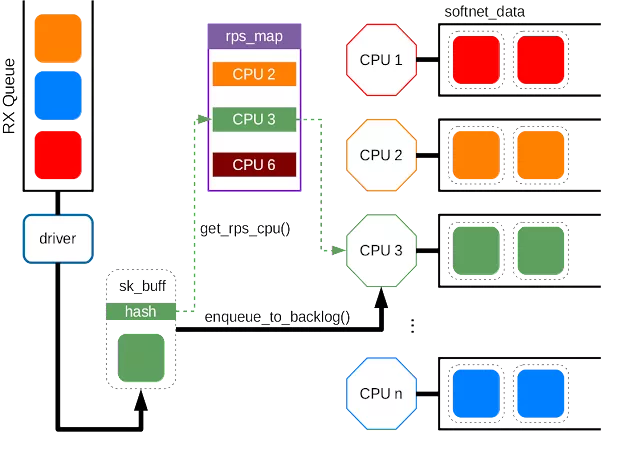 softnet_data
RX Queue
rps_map
CPU 2
CPU 3
CPU 6
CPU 1
CPU 2
CPU 3
...
CPU n
driver
get_rps_cpu()
sk_buff
hash
enqueue_to_backlog()